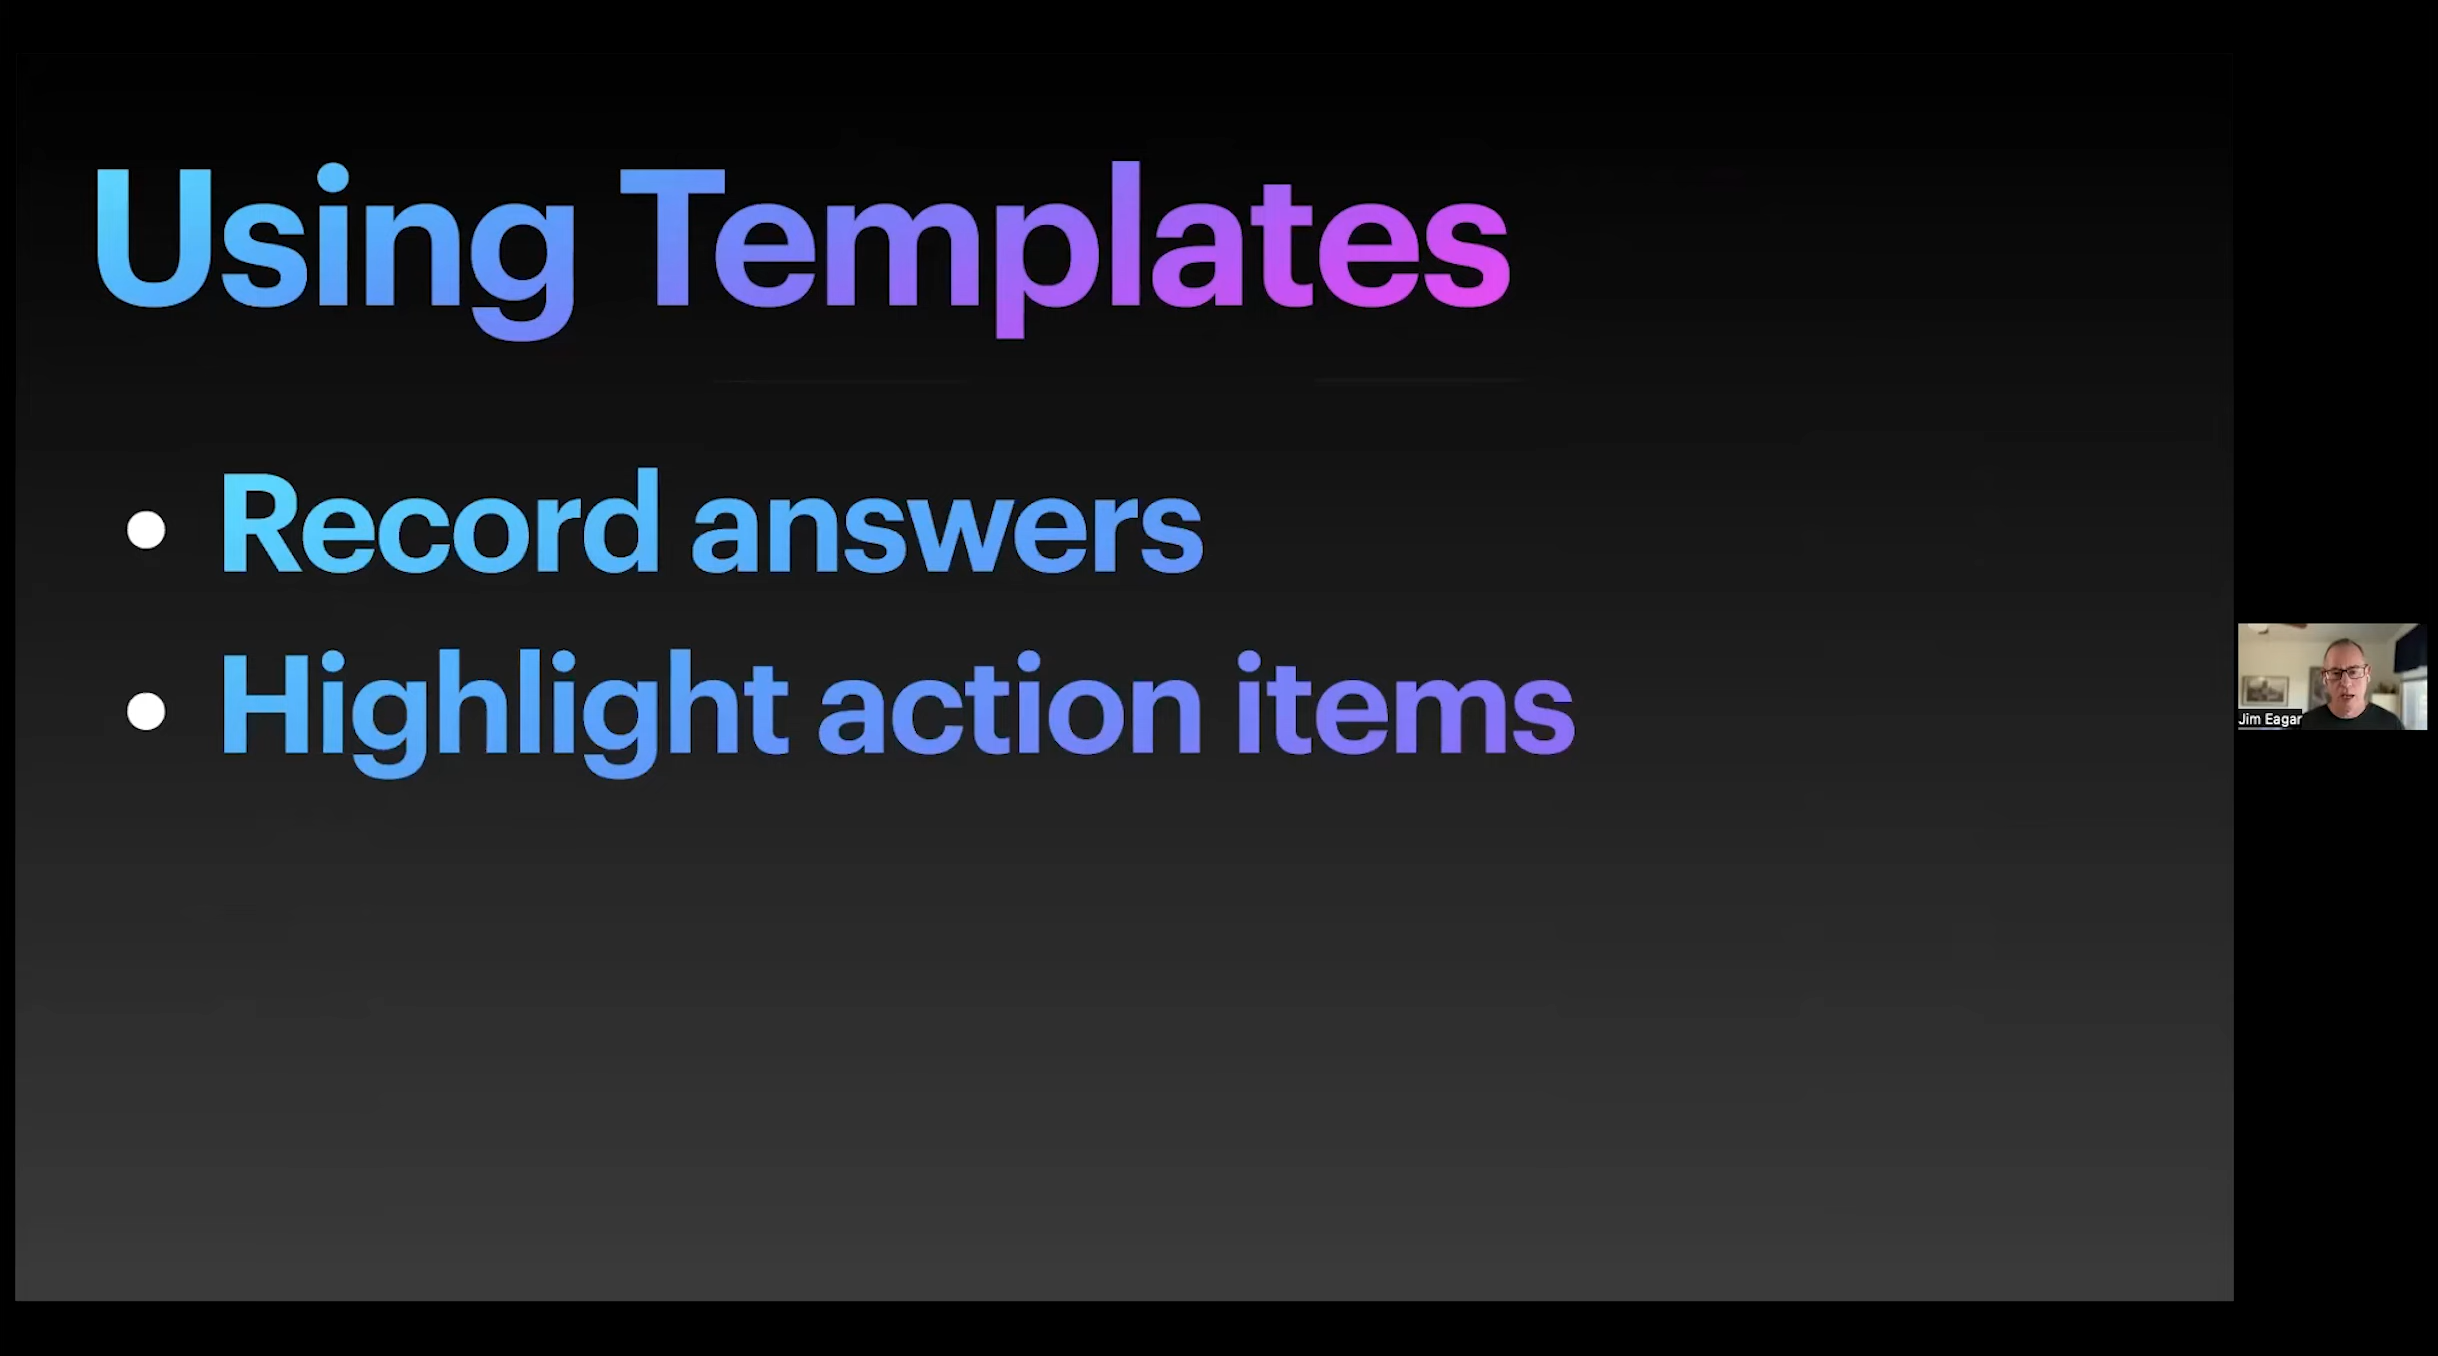 Using Templates
• Record answers
• Highlight action items
Jim Eagar